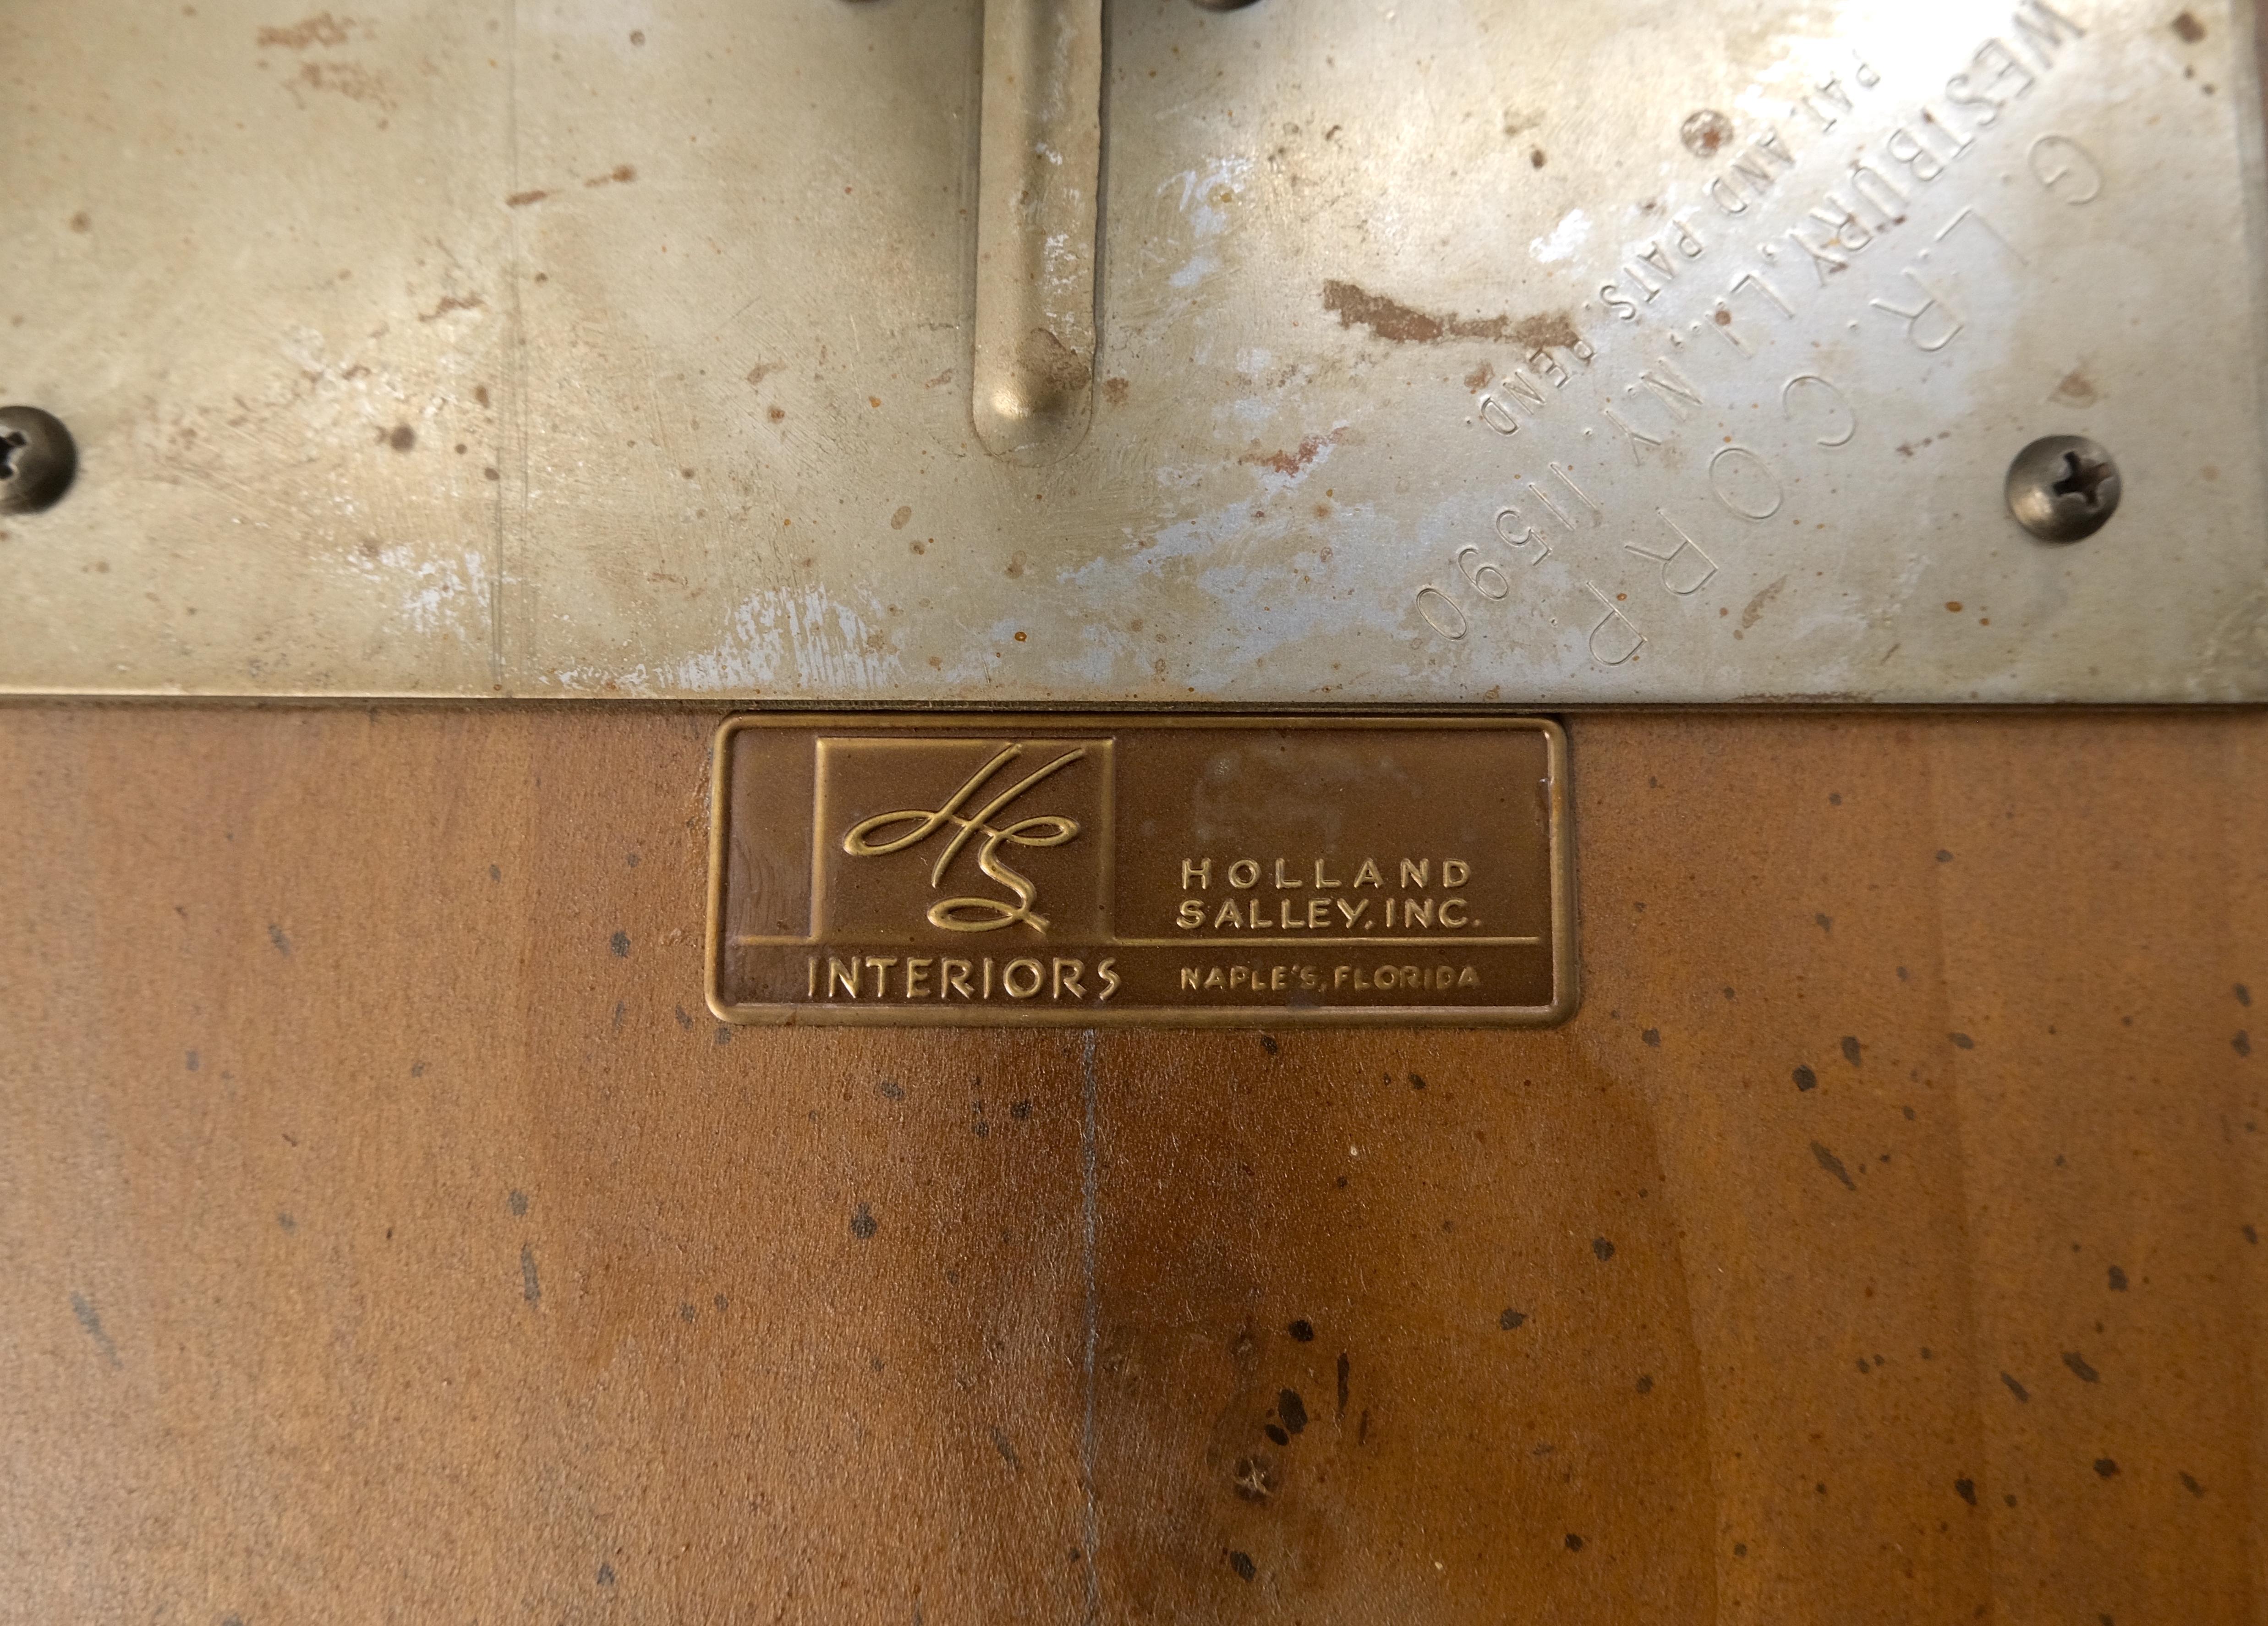 G.L.R. CORP
WESTBURY, L.I., N.Y. 11590
PAT. AND PATS. PEND.
HS
HOLLAND
SALLEY, INC.
INTERIORS
NAPLE'S, FLORIDA